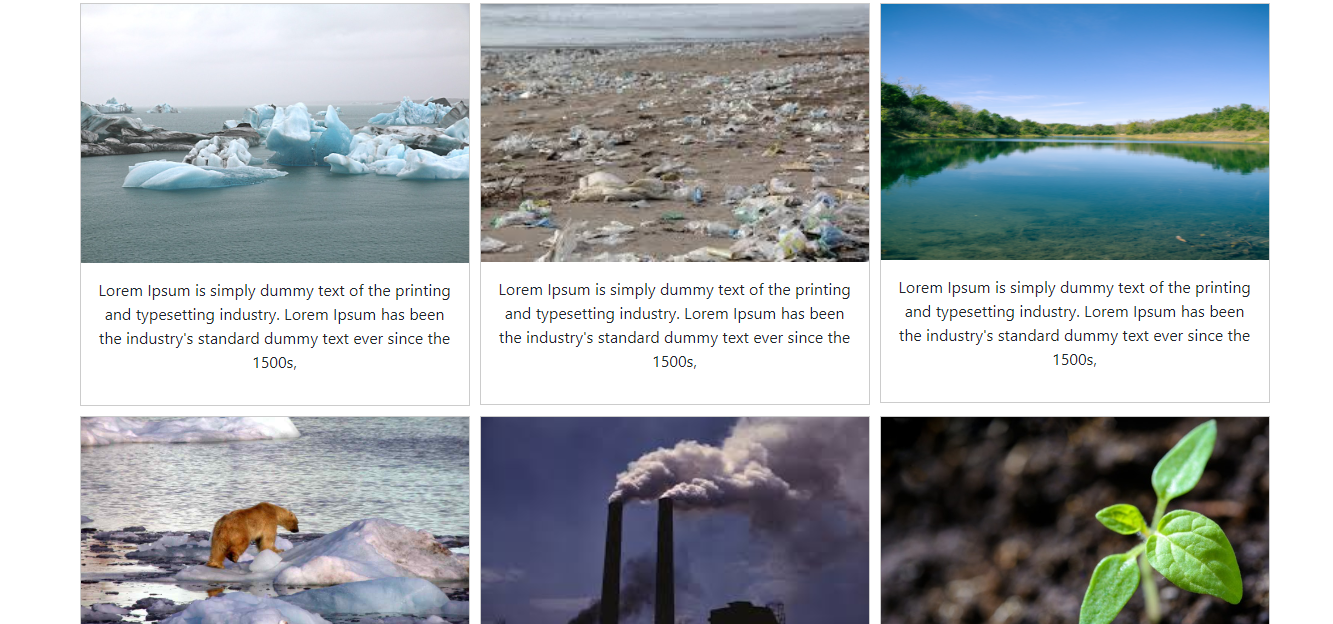 Lorem Ipsum is simply dummy text of the printing
and typesetting industry. Lorem Ipsum has been
the industry's standard dummy text ever since the
1500s,
Lorem Ipsum is simply dummy text of the printing
and typesetting industry. Lorem Ipsum has been
the industry's standard dummy text ever since the
1500s,
Lorem Ipsum is simply dummy text of the printing
and typesetting industry. Lorem Ipsum has been
the industry's standard dummy text ever since the
1500s,